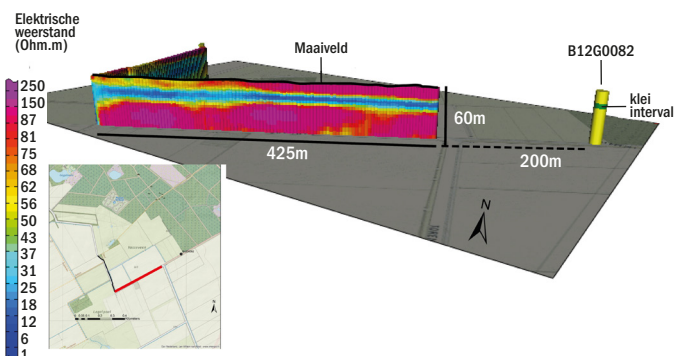 Elektrische
weerstand
(Ohm.m)
250
150
87
81
75
68
62
56
50
43
37
31
25
18
12
6
1
Maaiveld
B12G0082
klei
interval
60m
425m
200m
N
N